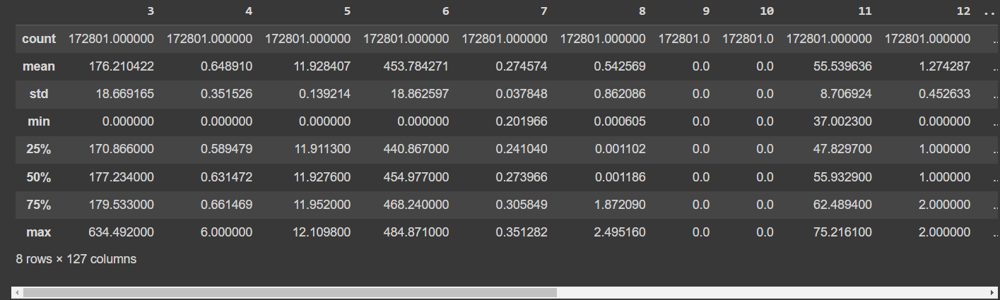 3 4 5 6 7 8 9 10 11 12 ..
count 172801.000000 172801.000000 172801.000000 172801.000000 172801.000000 172801.000000 172801.0 172801.0 172801.000000 172801.000000 ..
mean 176.210422 0.648910 11.928407 453.784271 0.274574 0.542569 0.0 0.0 55.539636 1.274287 ..
std 18.669165 0.351526 0.139214 18.862597 0.037848 0.862086 0.0 0.0 8.706924 0.452633 ..
min 0.000000 0.000000 0.000000 0.000000 0.201966 0.000605 0.0 0.0 37.002300 0.000000 ..
25% 170.866000 0.589479 11.911300 440.867000 0.241040 0.001102 0.0 0.0 47.829700 1.000000 ..
50% 177.234000 0.631472 11.927600 454.977000 0.273966 0.001186 0.0 0.0 55.932900 1.000000 ..
75% 179.533000 0.661469 11.952000 468.240000 0.305849 1.872090 0.0 0.0 62.489400 2.000000 ..
max 634.492000 6.000000 12.109800 484.871000 0.351282 2.495160 0.0 0.0 75.216100 2.000000 ..
8 rows × 127 columns